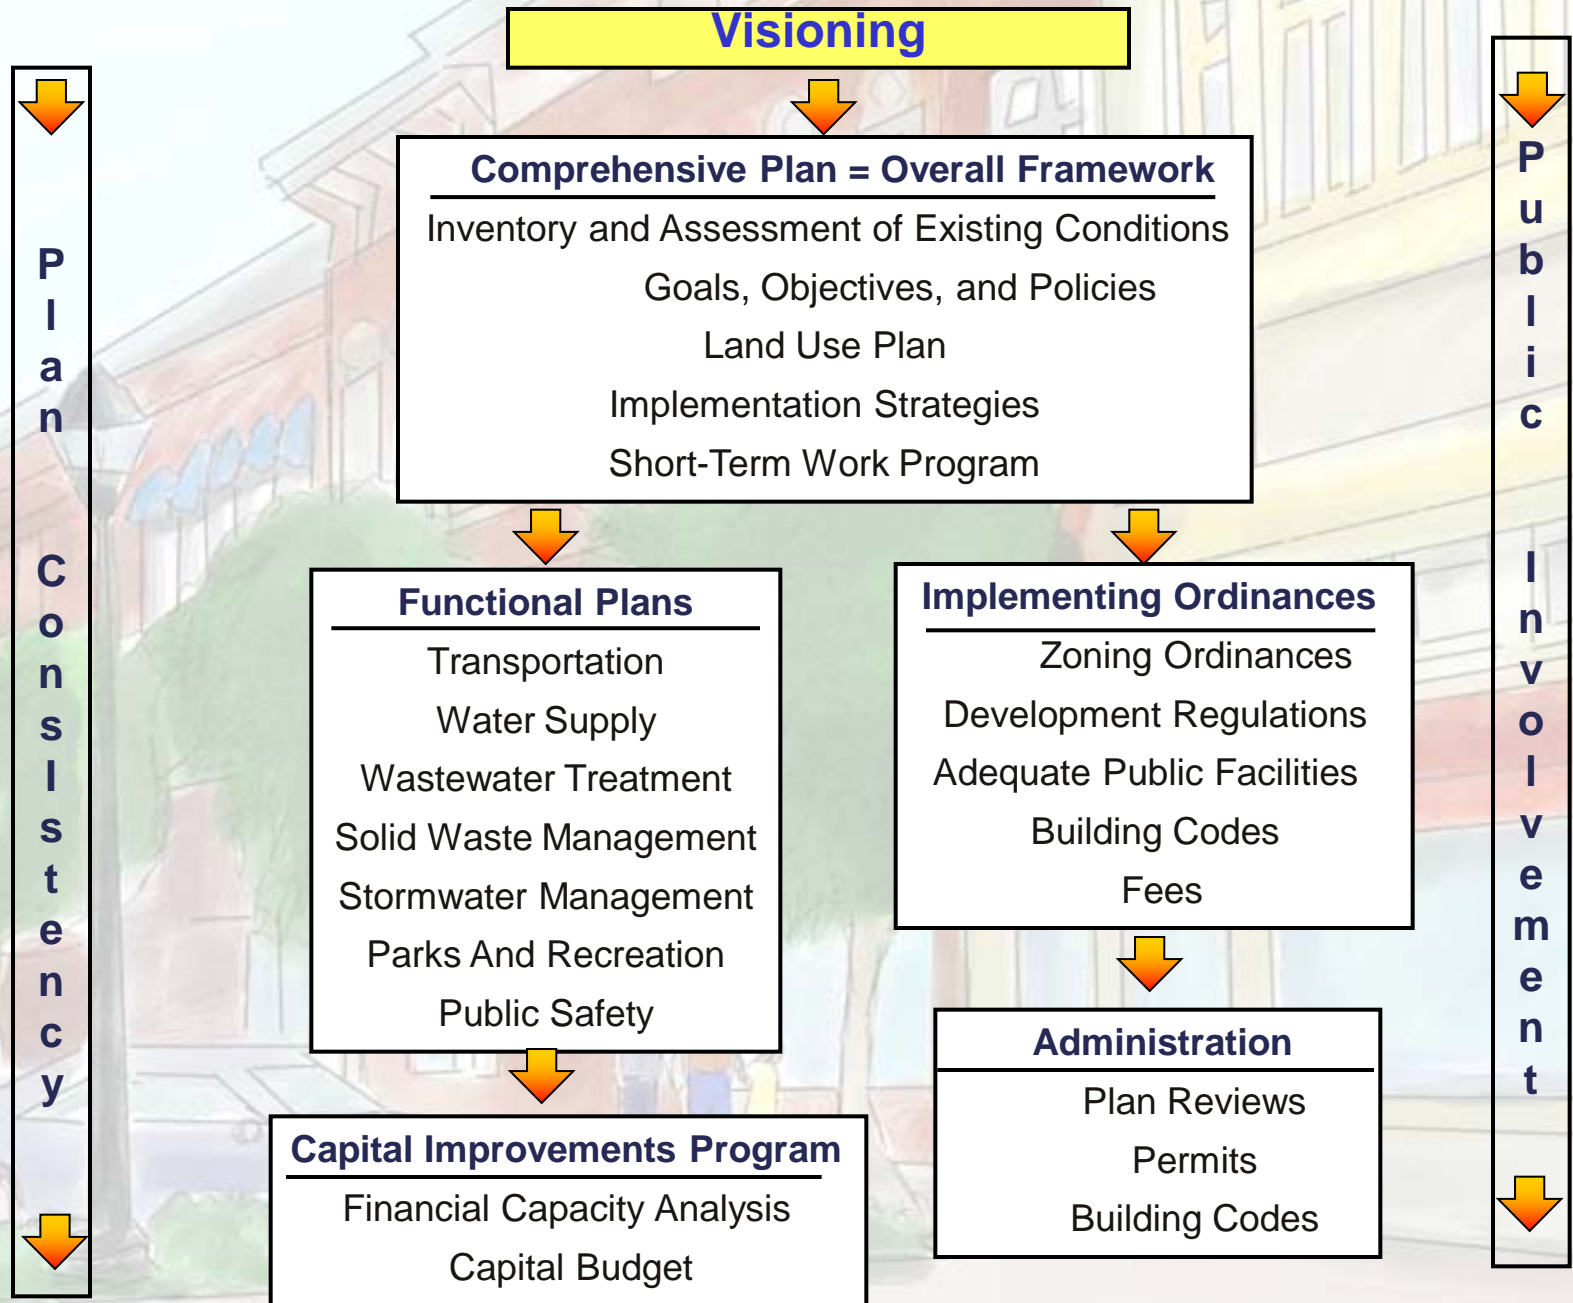 Visioning
Plan ConsIstency
Public Involvement
Comprehensive Plan = Overall Framework
Inventory and Assessment of Existing Conditions
Goals, Objectives, and Policies
Land Use Plan
Implementation Strategies
Short-Term Work Program
Functional Plans
Transportation
Water Supply
Wastewater Treatment
Solid Waste Management
Stormwater Management
Parks And Recreation
Public Safety
Implementing Ordinances
Zoning Ordinances
Development Regulations
Adequate Public Facilities
Building Codes
Fees
Capital Improvements Program
Financial Capacity Analysis
Capital Budget
Administration
Plan Reviews
Permits
Building Codes